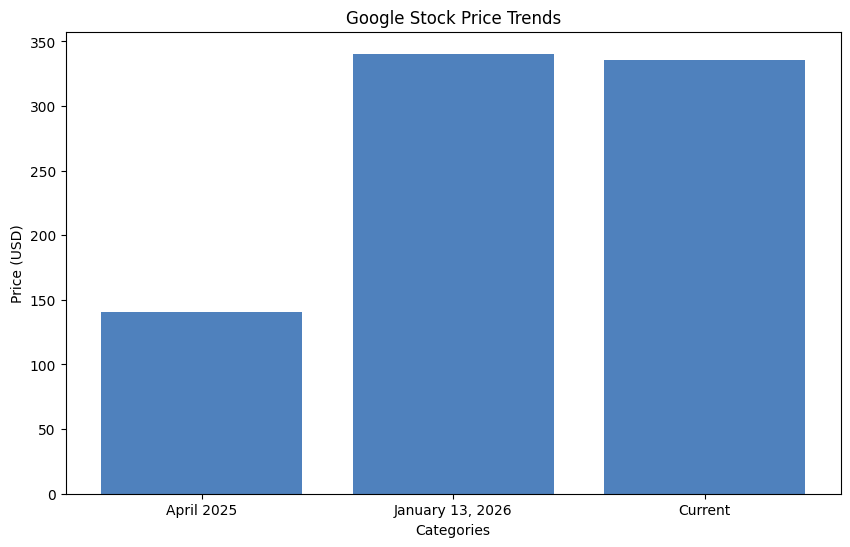 Google Stock Price Trends
Price (USD)
350
300
250
200
150
100
50
0
April 2025 January 13, 2026 Current
Categories